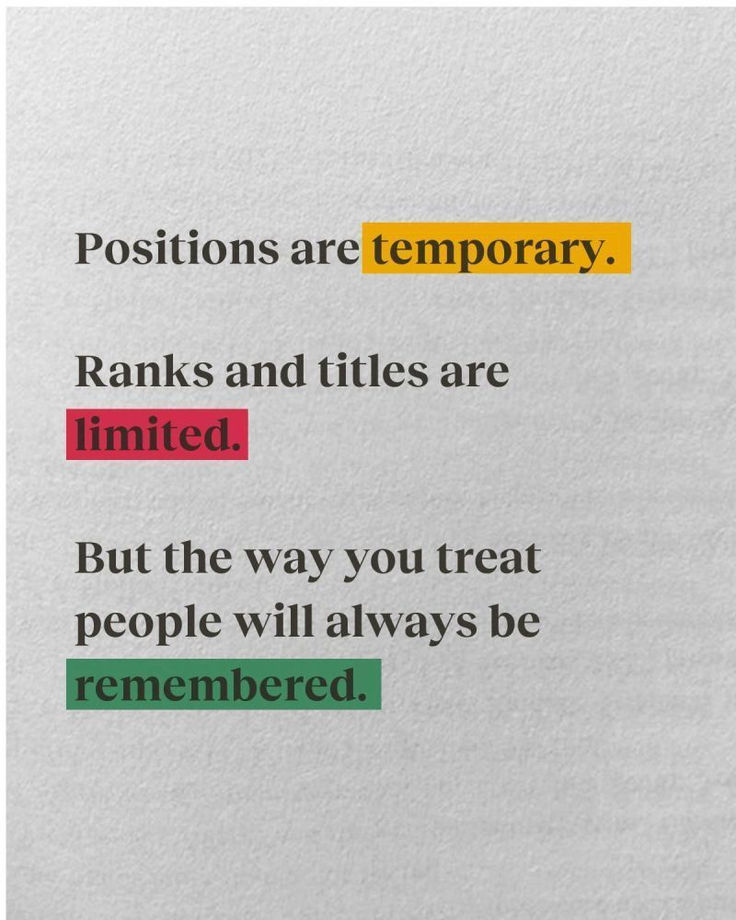 Positions are temporary.
Ranks and titles are
limited.
But the way you treat
people will always be
remembered.